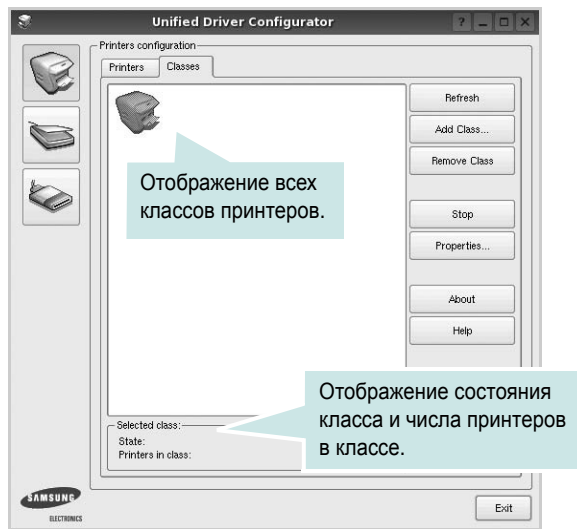 Unified Driver Configurator
Printers configuration
Printers
Classes
Refresh
Add Class...
Remove Class
Stop
Properties...
About
Help
Отображение всех
классов принтеров.
Отображение состояния
класса и числа принтеров
в классе.
Selected class:
State:
Printers in class:
SAMSUNG
ELECTRONICS
Exit